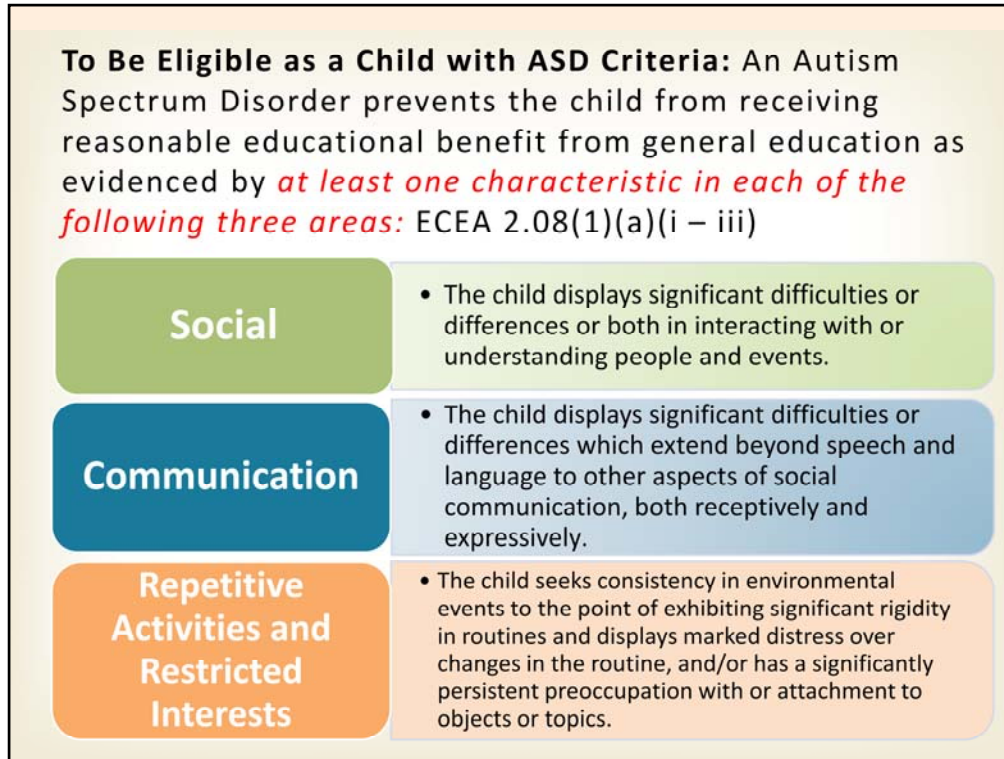 To Be Eligible as a Child with ASD Criteria: An Autism
Spectrum Disorder prevents the child from receiving
reasonable educational benefit from general education as
evidenced by at least one characteristic in each of the
following three areas: ECEA 2.08(1)(a)(i – iii)
Social
• The child displays significant difficulties or
differences or both in interacting with or
understanding people and events.
Communication
• The child displays significant difficulties or
differences which extend beyond speech and
language to other aspects of social
communication, both receptively and
expressively.
Repetitive
Activities and
Restricted
Interests
• The child seeks consistency in environmental
events to the point of exhibiting significant rigidity
in routines and displays marked distress over
changes in the routine, and/or has a significantly
persistent preoccupation with or attachment to
objects or topics.